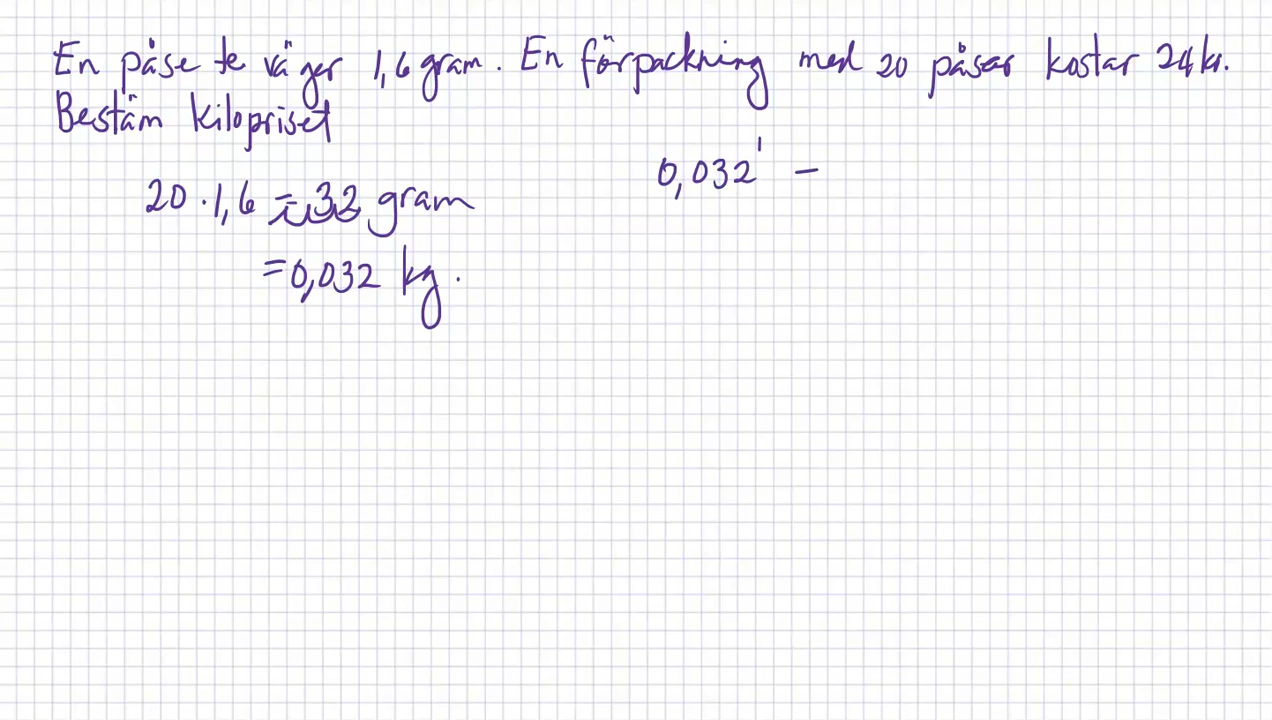 En påse te väger 1,6 gram. En förpackning med 20 påsar kostar 24 kr.
Bestäm kilopriset
20 · 1,6 = 32 gram
= 0,032 kg.
0,032 –